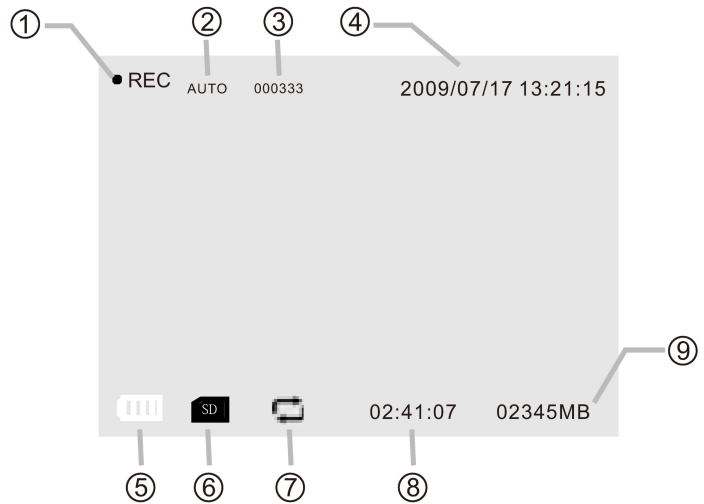 ① ② ③ ④
REC AUTO 000333 2009/07/17 13:21:15
⑨
SD 02:41:07 02345MB
⑤ ⑥ ⑦ ⑧